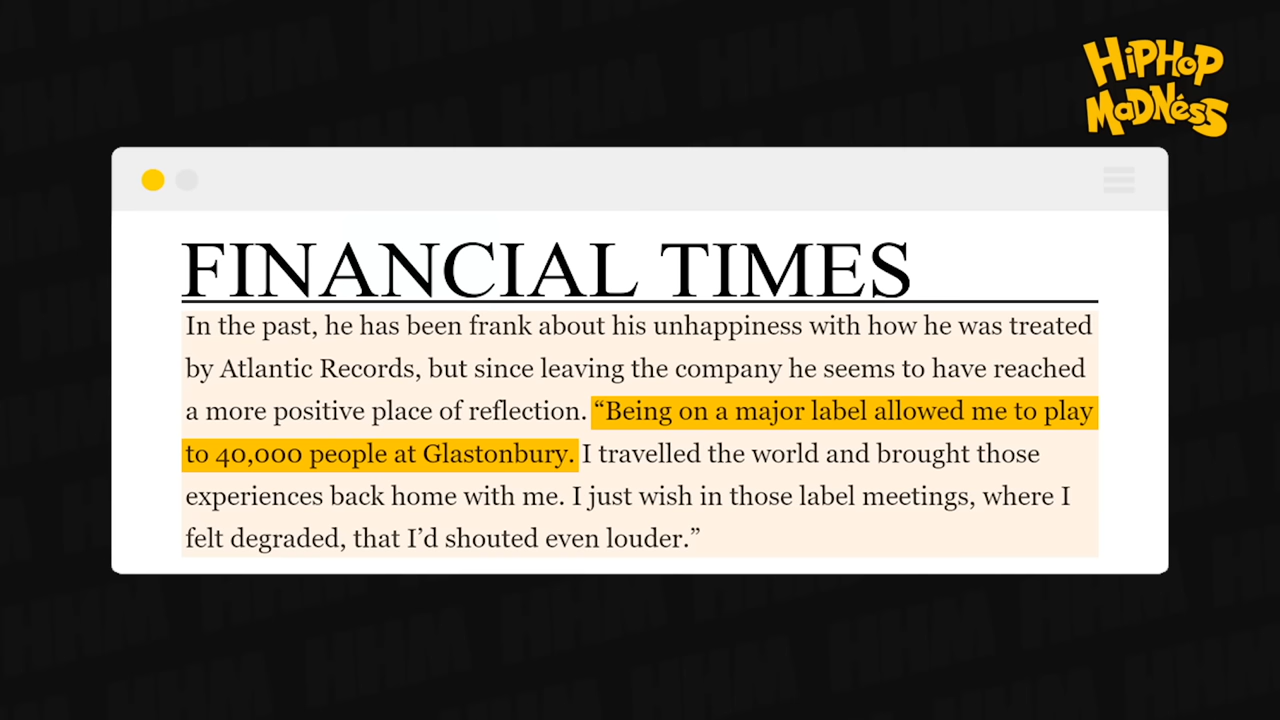 HiPHOP
MaDNéss
FINANCIAL TIMES
In the past, he has been frank about his unhappiness with how he was treated
by Atlantic Records, but since leaving the company he seems to have reached
a more positive place of reflection. “Being on a major label allowed me to play
to 40,000 people at Glastonbury. I travelled the world and brought those
experiences back home with me. I just wish in those label meetings, where I
felt degraded, that I’d shouted even louder.”